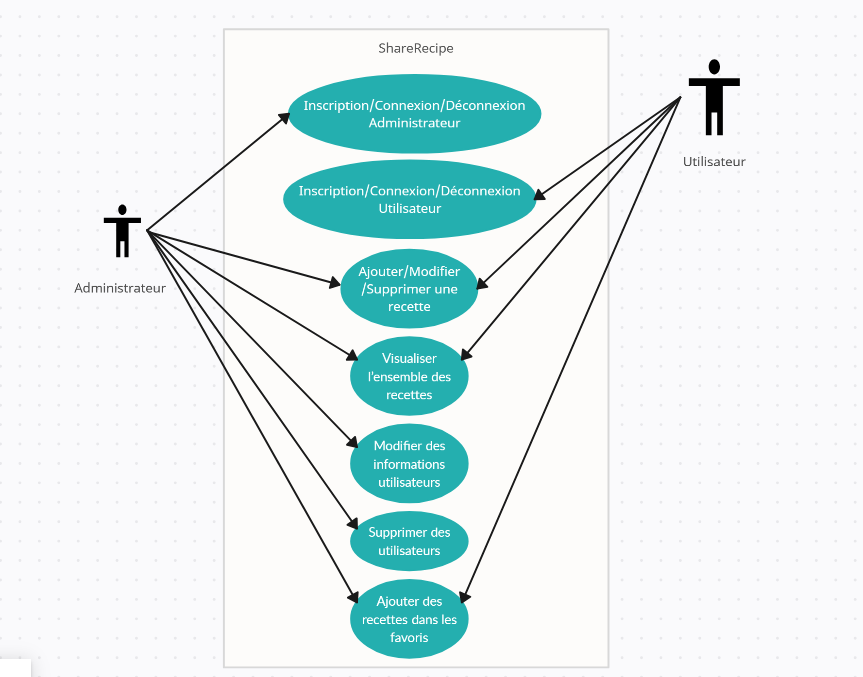 ShareRecipe
Inscription/Connexion/Déconnexion
Administrateur
Utilisateur
Inscription/Connexion/Déconnexion
Utilisateur
Administrateur
Ajouter/Modifier
/Supprimer une
recette
Visualiser
l'ensemble des
recettes
Modifier des
informations
utilisateurs
Supprimer des
utilisateurs
Ajouter des
recettes dans les
favoris